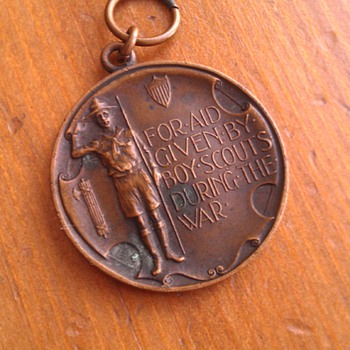 FOR·AID
GIVEN·BY
BOY·SCOUTS
DURING·THE
WAR·